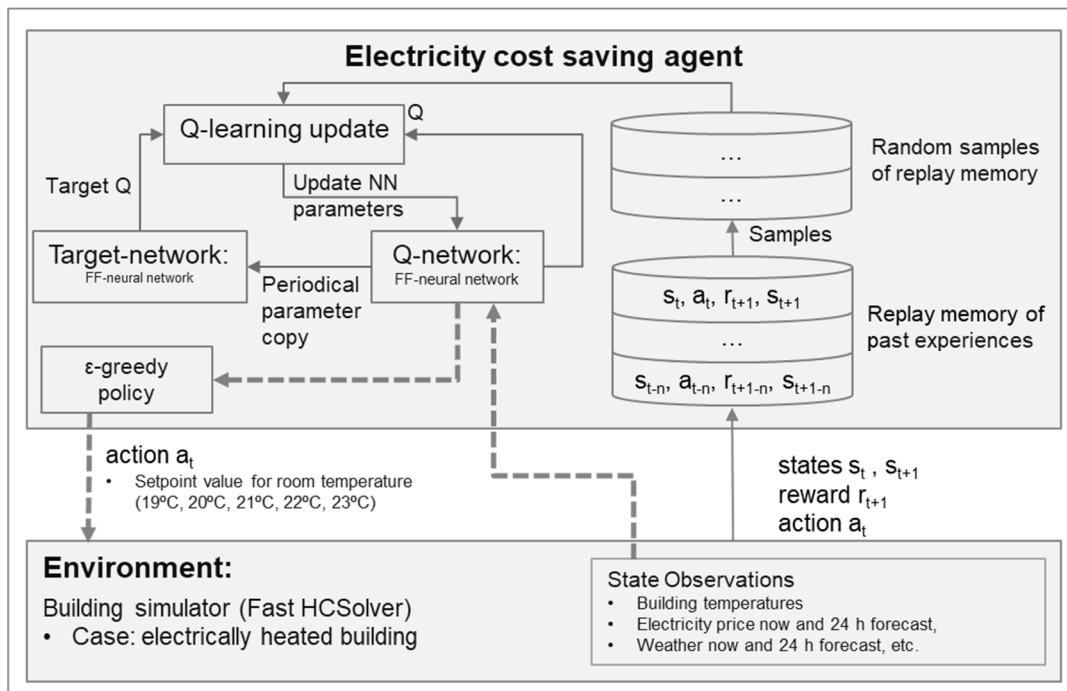 Electricity cost saving agent
Q-learning update
Q
Target Q
Update NN
parameters
Target-network:
FF-neural network
Q-network:
FF-neural network
Periodical
parameter
copy
ε-greedy
policy
...
...
Random samples
of replay memory
Samples
sₜ, aₜ, rₜ₊₁, sₜ₊₁
...
sₜ₋ₙ, aₜ₋ₙ, rₜ₊₁₋ₙ, sₜ₊₁₋ₙ
Replay memory of
past experiences
action aₜ
• Setpoint value for room temperature
(19ºC, 20ºC, 21ºC, 22ºC, 23ºC)
states sₜ , sₜ₊₁
reward rₜ₊₁
action aₜ
Environment:
Building simulator (Fast HCSolver)
• Case: electrically heated building
State Observations
• Building temperatures
• Electricity price now and 24 h forecast,
• Weather now and 24 h forecast, etc.